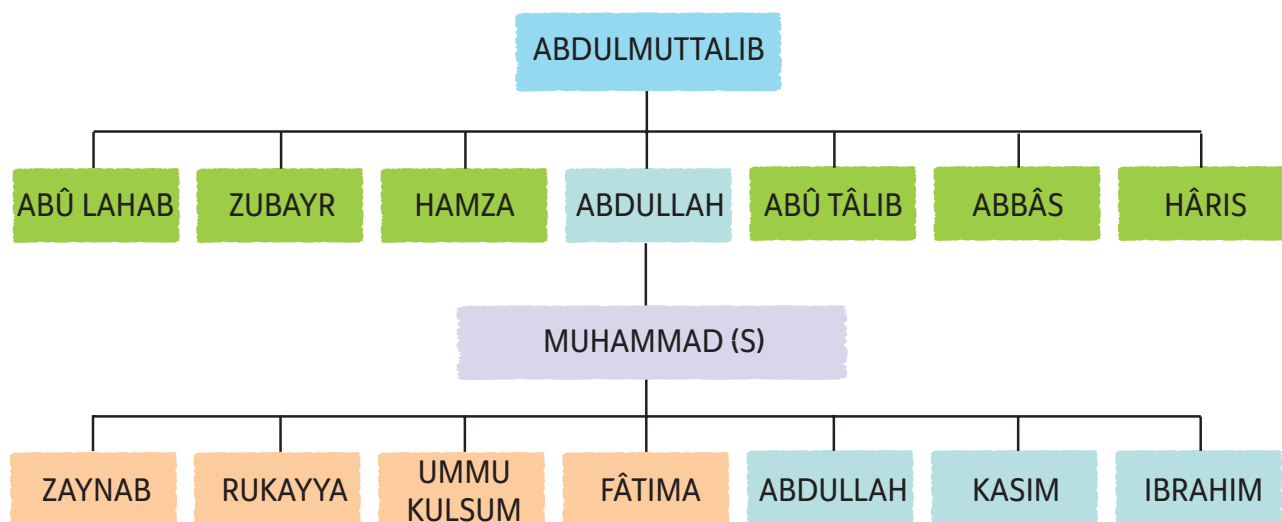 ABDULMUTTALIB
ABÛ LAHAB
ZUBAYR
HAMZA
ABDULLAH
ABÛ TÂLIB
ABBÂS
HÂRIS
MUHAMMAD (S)
ZAYNAB
RUKAYYA
UMMU
KULSUM
FÂTIMA
ABDULLAH
KASIM
IBRAHIM